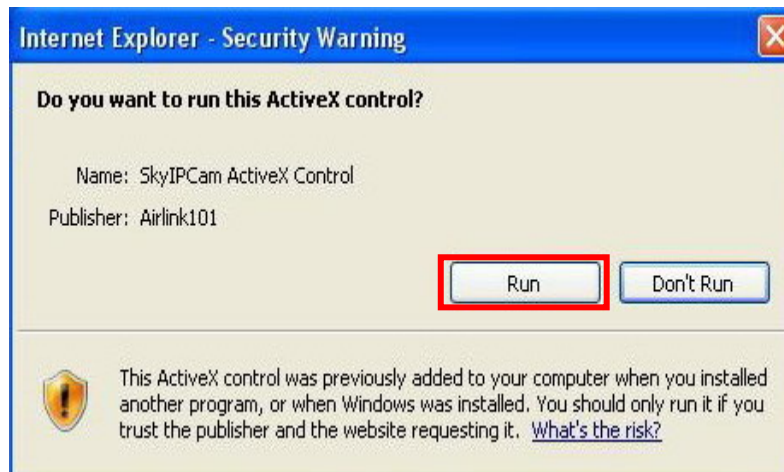 Internet Explorer - Security Warning
Do you want to run this ActiveX control?
Name: SkyIPCam ActiveX Control
Publisher: Airlink101
Run
Don't Run
This ActiveX control was previously added to your computer when you installed
another program, or when Windows was installed. You should only run it if you
trust the publisher and the website requesting it. What's the risk?